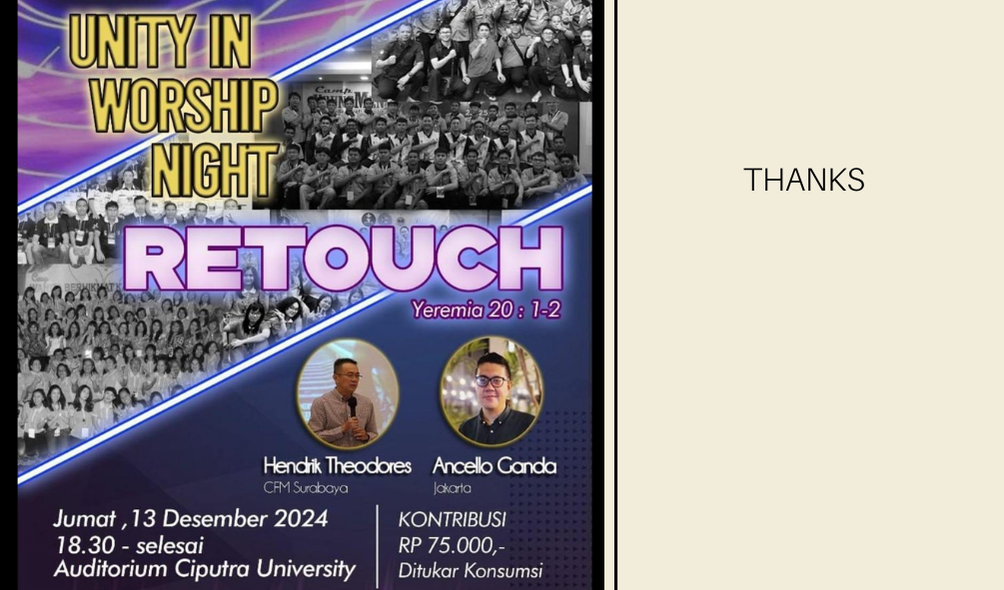 UNITY IN
WORSHIP
NIGHT
RETOUCH
Yeremia 20 : 1-2
Hendrik Theodores
CFM Surabaya
Ancello Ganda
Jakarta
Jumat ,13 Desember 2024
18.30 - selesai
Auditorium Ciputra University
KONTRIBUSI
RP 75.000,-
Ditukar Konsumsi
THANKS